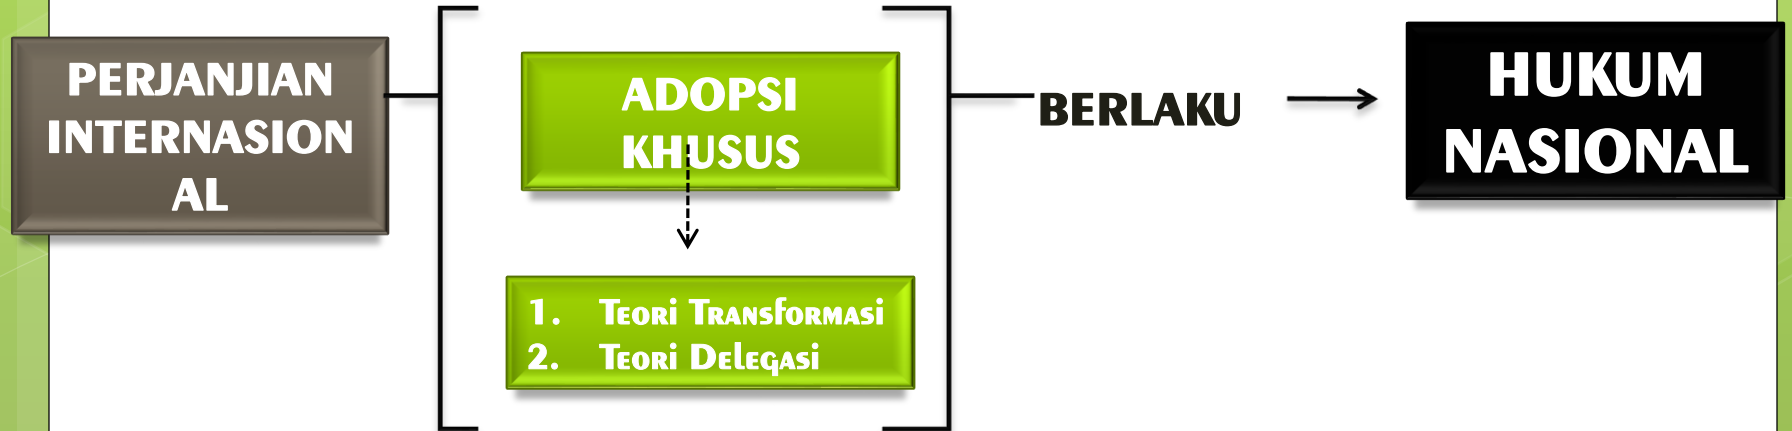 PERJANJIAN
INTERNASION
AL
ADOPSI
KHUSUS
1. Teori Transformasi
2. Teori Delegasi
BERLAKU
HUKUM
NASIONAL